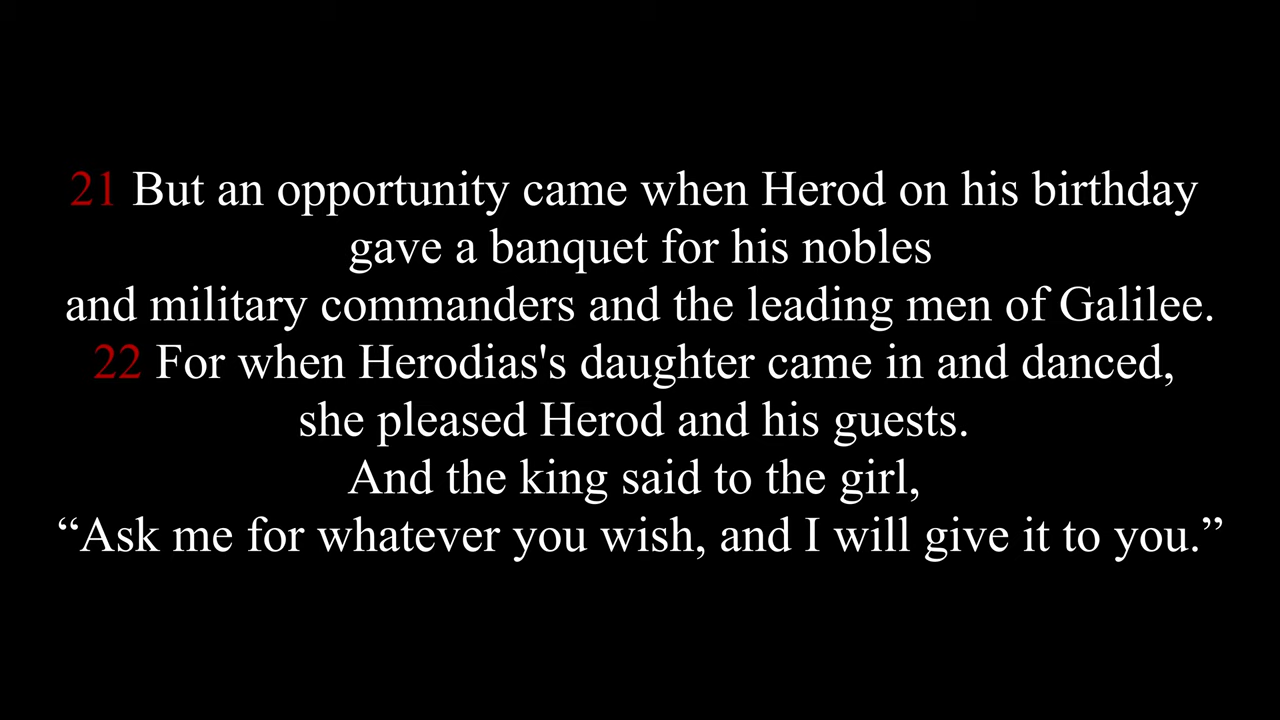 21 But an opportunity came when Herod on his birthday
gave a banquet for his nobles
and military commanders and the leading men of Galilee.
22 For when Herodias's daughter came in and danced,
she pleased Herod and his guests.
And the king said to the girl,
“Ask me for whatever you wish, and I will give it to you.”